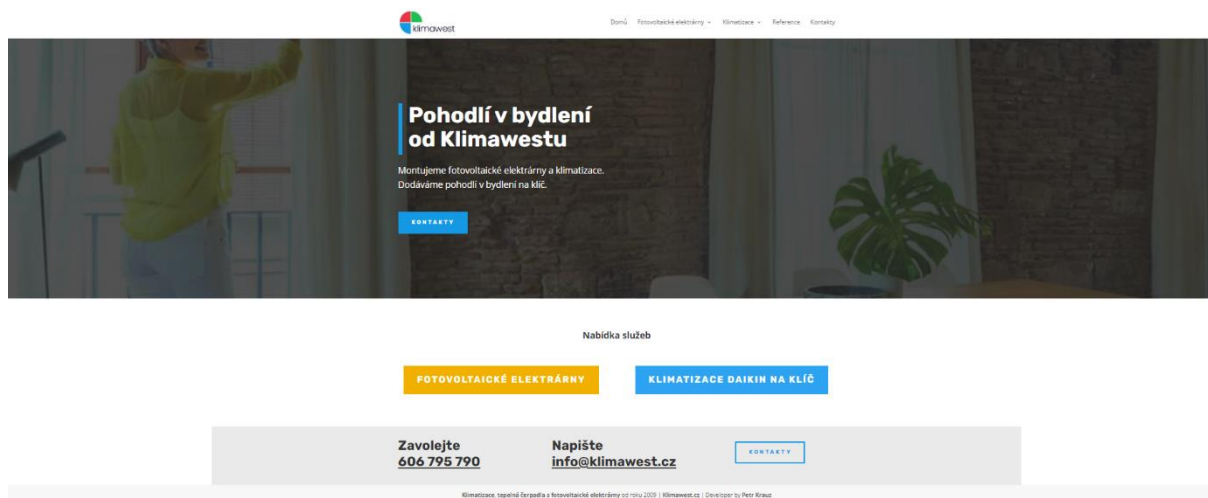 klimawest
Domů Fotovoltaické elektrárny Klimatizace Reference Kontakty
Pohodlí v bydlení
od Klimawestu
Montujeme fotovoltaické elektrárny a klimatizace.
Dodáváme pohodlí v bydlení na klíč.
KONTAKTY
Nabídka služeb
FOTOVOLTAICKÉ ELEKTRÁRNY
KLIMATIZACE DAIKIN NA KLÍČ
Zavolejte
606 795 790
Napište
info@klimawest.cz
KONTAKTY
Klimatizace, tepelná čerpadla a fotovoltaické elektrárny od roku 2009 | Klimawest.cz | Developer by Petr Krauz